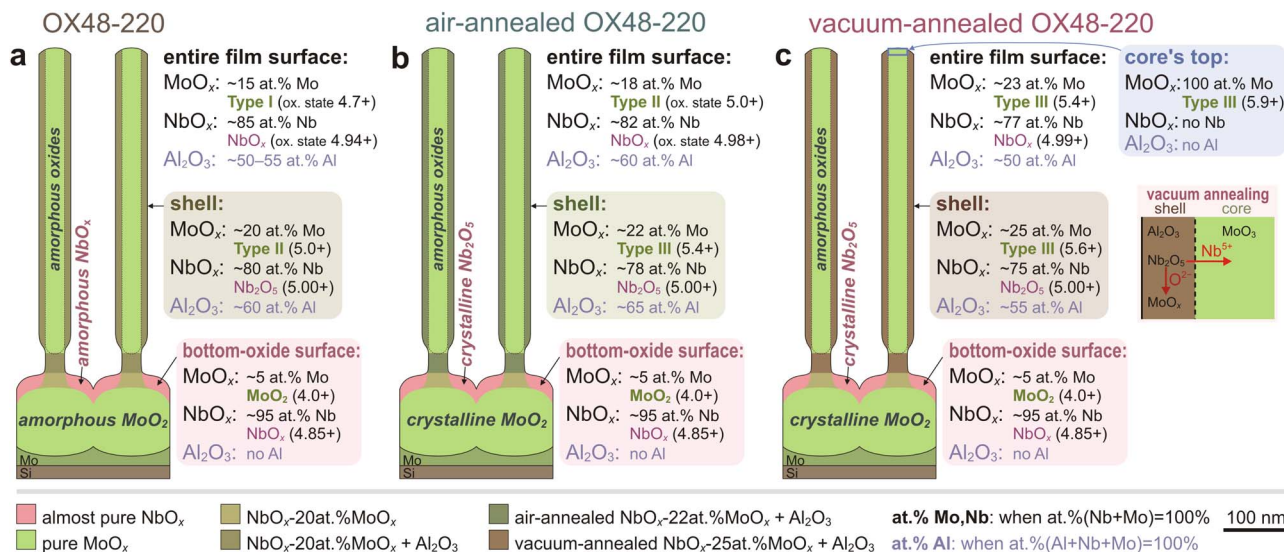 OX48-220
a
entire film surface:
MoOₓ: ~15 at.% Mo
Type I (ox. state 4.7+)
NbOₓ: ~85 at.% Nb
NbOₓ (ox. state 4.94+)
Al₂O₃: ~50–55 at.% Al
amorphous oxides
amorphous NbOₓ
shell:
MoOₓ: ~20 at.% Mo
Type II (5.0+)
NbOₓ: ~80 at.% Nb
Nb₂O₅ (5.00+)
Al₂O₃: ~60 at.% Al
bottom-oxide surface:
MoOₓ: ~5 at.% Mo
MoO₂ (4.0+)
NbOₓ: ~95 at.% Nb
NbOₓ (4.85+)
Al₂O₃: no Al
amorphous MoO₂
Mo
Si
air-annealed OX48-220
b
entire film surface:
MoOₓ: ~18 at.% Mo
Type II (ox. state 5.0+)
NbOₓ: ~82 at.% Nb
NbOₓ (ox. state 4.98+)
Al₂O₃: ~60 at.% Al
amorphous oxides
crystalline Nb₂O₅
shell:
MoOₓ: ~22 at.% Mo
Type III (5.4+)
NbOₓ: ~78 at.% Nb
Nb₂O₅ (5.00+)
Al₂O₃: ~65 at.% Al
bottom-oxide surface:
MoOₓ: ~5 at.% Mo
MoO₂ (4.0+)
NbOₓ: ~95 at.% Nb
NbOₓ (4.85+)
Al₂O₃: no Al
crystalline MoO₂
Mo
Si
vacuum-annealed OX48-220
c
entire film surface:
MoOₓ: ~23 at.% Mo
Type III (5.4+)
NbOₓ: ~77 at.% Nb
NbOₓ (4.99+)
Al₂O₃: ~50 at.% Al
core's top:
MoOₓ: 100 at.% Mo
Type III (5.9+)
NbOₓ: no Nb
Al₂O₃: no Al
amorphous oxides
crystalline Nb₂O₅
shell:
MoOₓ: ~25 at.% Mo
Type III (5.6+)
NbOₓ: ~75 at.% Nb
Nb₂O₅ (5.00+)
Al₂O₃: ~55 at.% Al
vacuum annealing
shell core
Al₂O₃ MoO₃
Nb₂O₅ Nb⁵⁺
O²⁻
MoOₓ
bottom-oxide surface:
MoOₓ: ~5 at.% Mo
MoO₂ (4.0+)
NbOₓ: ~95 at.% Nb
NbOₓ (4.85+)
Al₂O₃: no Al
crystalline MoO₂
Mo
Si
almost pure NbOₓ
pure MoOₓ
NbOₓ-20at.%MoOₓ
NbOₓ-20at.%MoOₓ + Al₂O₃
air-annealed NbOₓ-22at.%MoOₓ + Al₂O₃
vacuum-annealed NbOₓ-25at.%MoOₓ + Al₂O₃
at.% Mo,Nb: when at.%(Nb+Mo)=100%
at.% Al: when at.%(Al+Nb+Mo)=100%
100 nm